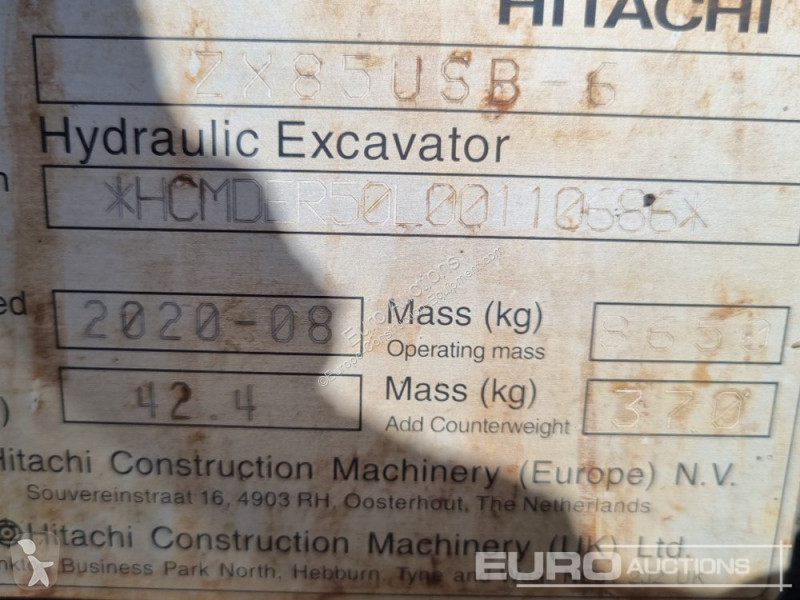 HITACHI
ZX85USB-6
Hydraulic Excavator
*HCMDER50L00110686*
2020-08
Mass (kg)
Operating mass
42.4
Mass (kg)
Add Counterweight
370
Hitachi Construction Machinery (Europe) N.V.
Souvereinstraat 16, 4903 RH, Oosterhout, The Netherlands
Hitachi Construction Machinery (UK) Ltd.
Business Park North, Hebburn, Tyne and
EURO AUCTIONS